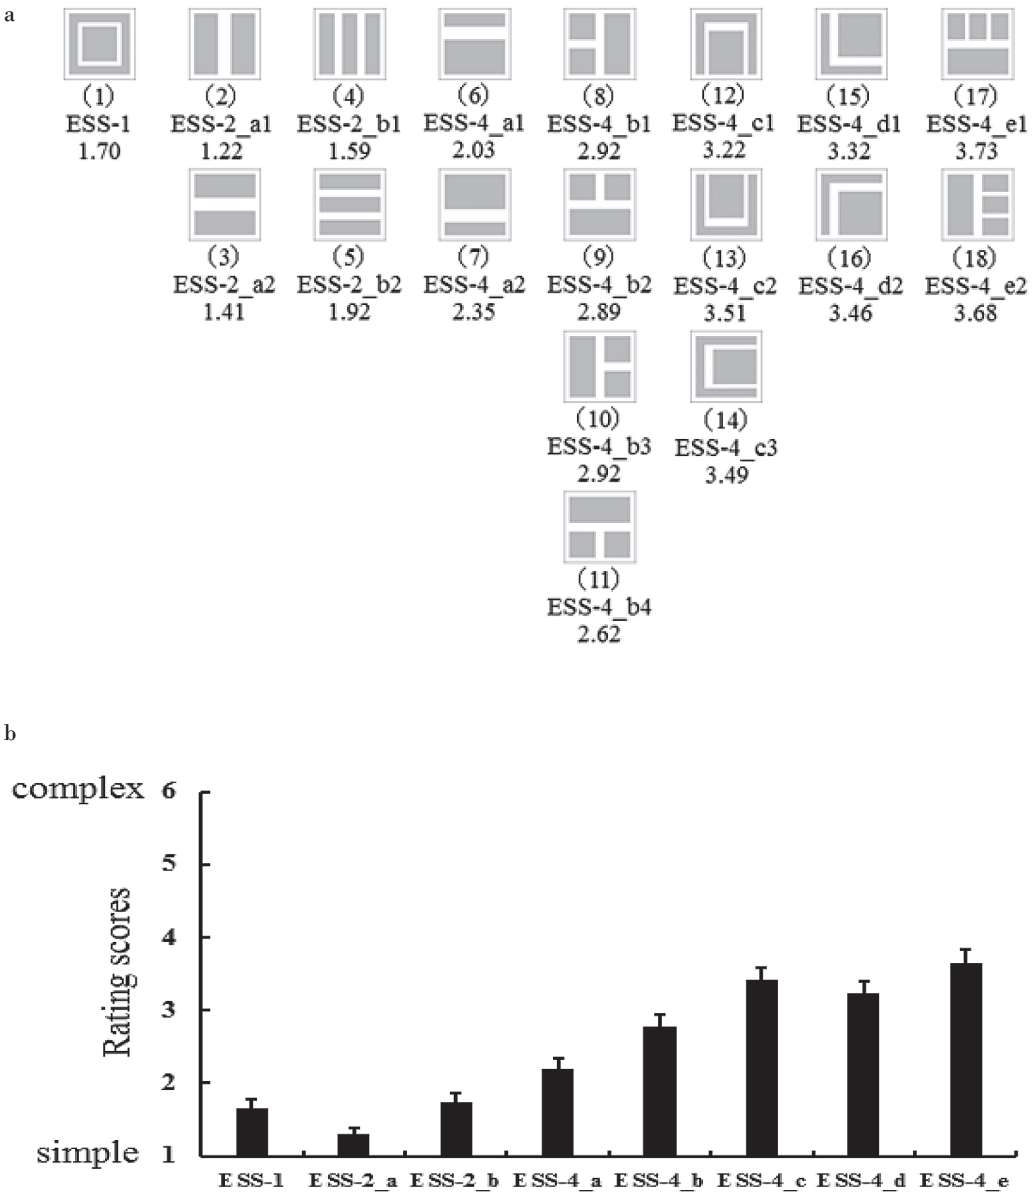 a
(1) (2) (4) (6) (8) (12) (15) (17)
ESS-1 ESS-2_a1 ESS-2_b1 ESS-4_a1 ESS-4_b1 ESS-4_c1 ESS-4_d1 ESS-4_e1
1.70 1.22 1.59 2.03 2.92 3.22 3.32 3.73
(3) (5) (7) (9) (13) (16) (18)
ESS-2_a2 ESS-2_b2 ESS-4_a2 ESS-4_b2 ESS-4_c2 ESS-4_d2 ESS-4_e2
1.41 1.92 2.35 2.89 3.51 3.46 3.68
(10) (14)
ESS-4_b3 ESS-4_c3
2.92 3.49
(11)
ESS-4_b4
2.62
b
complex 6
5
4
3
2
simple 1
Rating scores
ESS-1 ESS-2_a ESS-2_b ESS-4_a ESS-4_b ESS-4_c ESS-4_d ESS-4_e